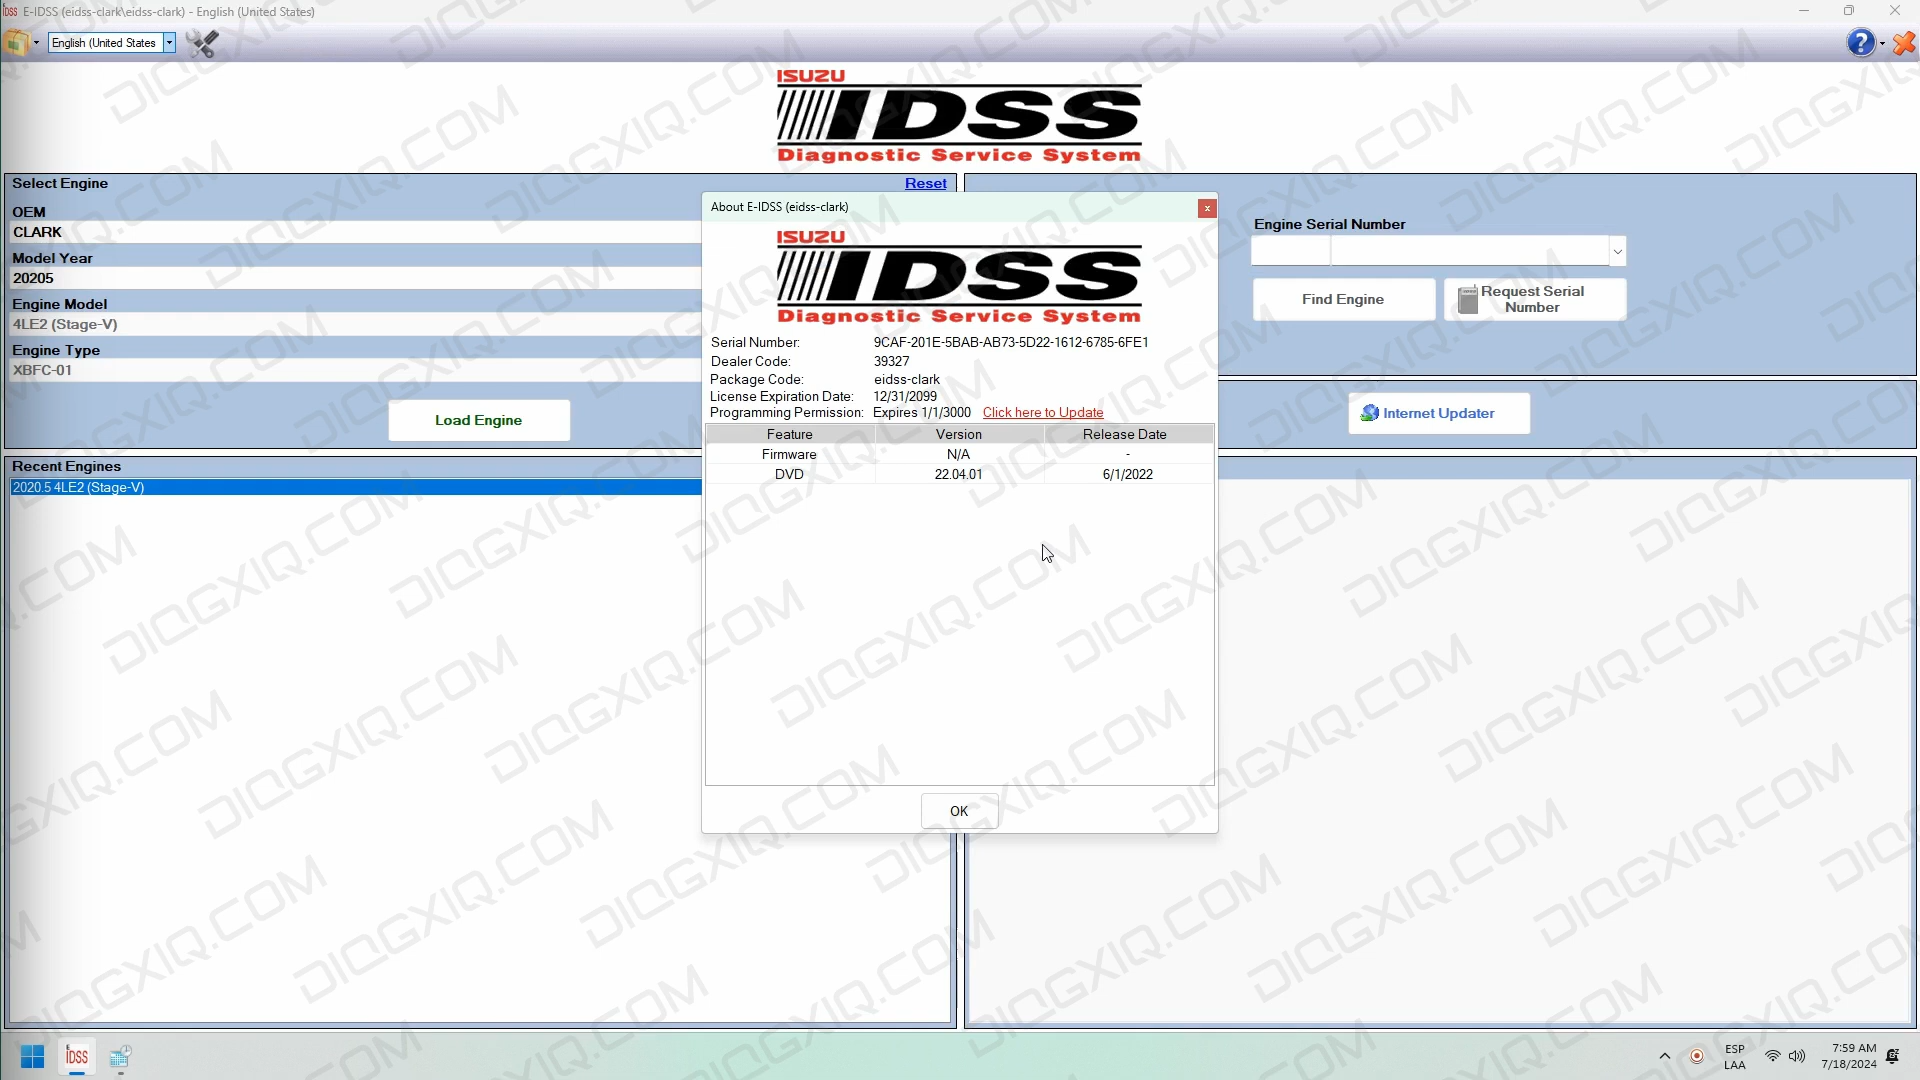 E-IDSS (eidss-clark\eidss-clark) - English (United States)
English (United States
ISUZU
IDSS
Diagnostic Service System
Select Engine
Reset
OEM
CLARK
Model Year
20205
Engine Model
4LE2 (Stage-V)
Engine Type
XBFC-01
Load Engine
Recent Engines
2020.5 4LE2 (Stage-V)
About E-IDSS (eidss-clark)
ISUZU
IDSS
Diagnostic Service System
Serial Number: 9CAF-201E-5BAB-AB73-5D22-1612-6785-6FE1
Dealer Code: 39327
Package Code: eidss-clark
License Expiration Date: 12/31/2099
Programming Permission: Expires 1/1/3000 Click here to Update
Feature Version Release Date
Firmware N/A -
DVD 22.04.01 6/1/2022
OK
Engine Serial Number
Find Engine
Request Serial
Number
Internet Updater
IDSS
ESP
LAA
7:59 AM
7/18/2024
DIQGXIQ.COM